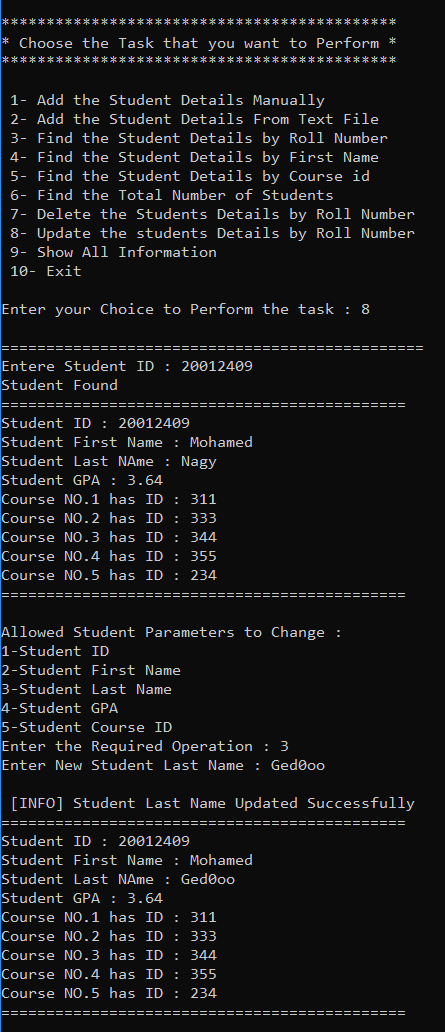 ********************************************
* Choose the Task that you want to Perform *
********************************************
1- Add the Student Details Manually
2- Add the Student Details From Text File
3- Find the Student Details by Roll Number
4- Find the Student Details by First Name
5- Find the Student Details by Course id
6- Find the Total Number of Students
7- Delete the Students Details by Roll Number
8- Update the students Details by Roll Number
9- Show All Information
10- Exit
Enter your Choice to Perform the task : 8
===============================================
Entere Student ID : 20012409
Student Found
=============================================
Student ID : 20012409
Student First Name : Mohamed
Student Last NAme : Nagy
Student GPA : 3.64
Course NO.1 has ID : 311
Course NO.2 has ID : 333
Course NO.3 has ID : 344
Course NO.4 has ID : 355
Course NO.5 has ID : 234
=============================================
Allowed Student Parameters to Change :
1-Student ID
2-Student First Name
3-Student Last Name
4-Student GPA
5-Student Course ID
Enter the Required Operation : 3
Enter New Student Last Name : Ged0oo
[INFO] Student Last Name Updated Successfully
=============================================
Student ID : 20012409
Student First Name : Mohamed
Student Last NAme : Ged0oo
Student GPA : 3.64
Course NO.1 has ID : 311
Course NO.2 has ID : 333
Course NO.3 has ID : 344
Course NO.4 has ID : 355
Course NO.5 has ID : 234
=============================================